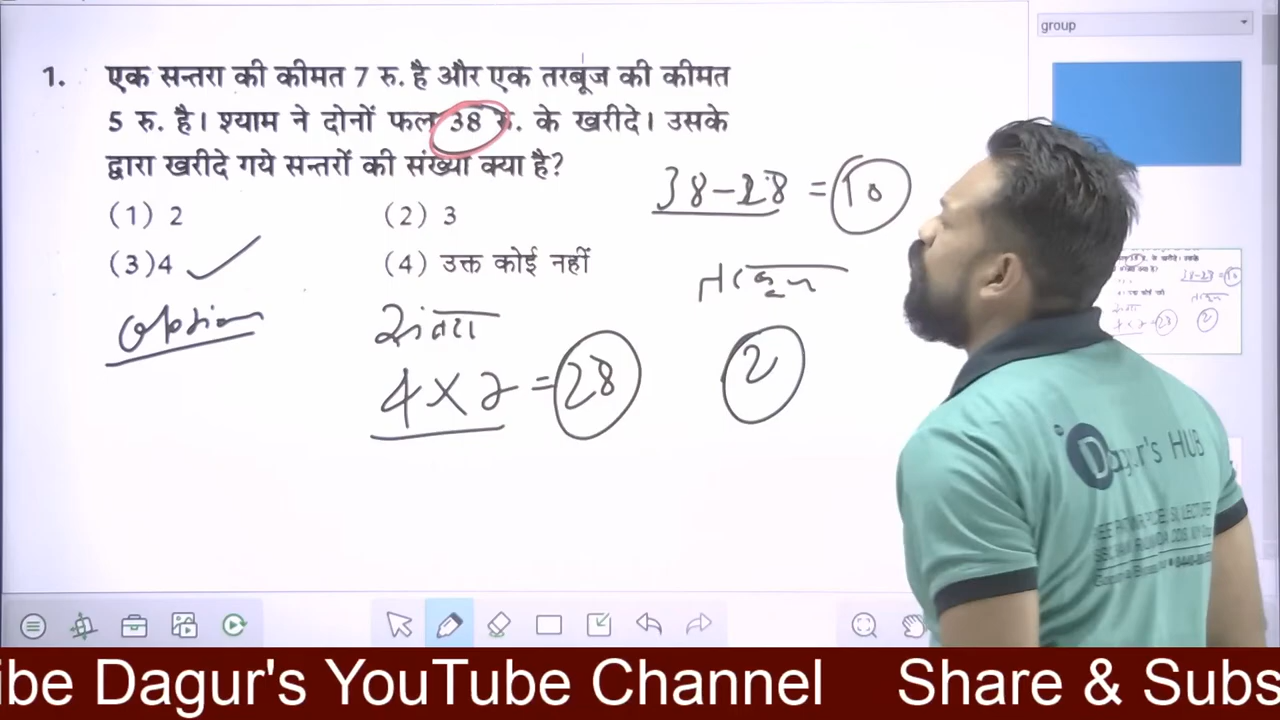 group
1. एक सन्तरा की कीमत 7 रु. है और एक तरबूज की कीमत
5 रु. है। श्याम ने दोनों फल 38 रु. के खरीदे। उसके
द्वारा खरीदे गये सन्तरों की संख्या क्या है?
(1) 2 (2) 3
(3)4 (4) उक्त कोई नहीं
38-28 = 10
option
संतरा
तरबूज
4 x 7 = 28
2
Dagur's HUB
ibe Dagur's YouTube Channel Share & Subs